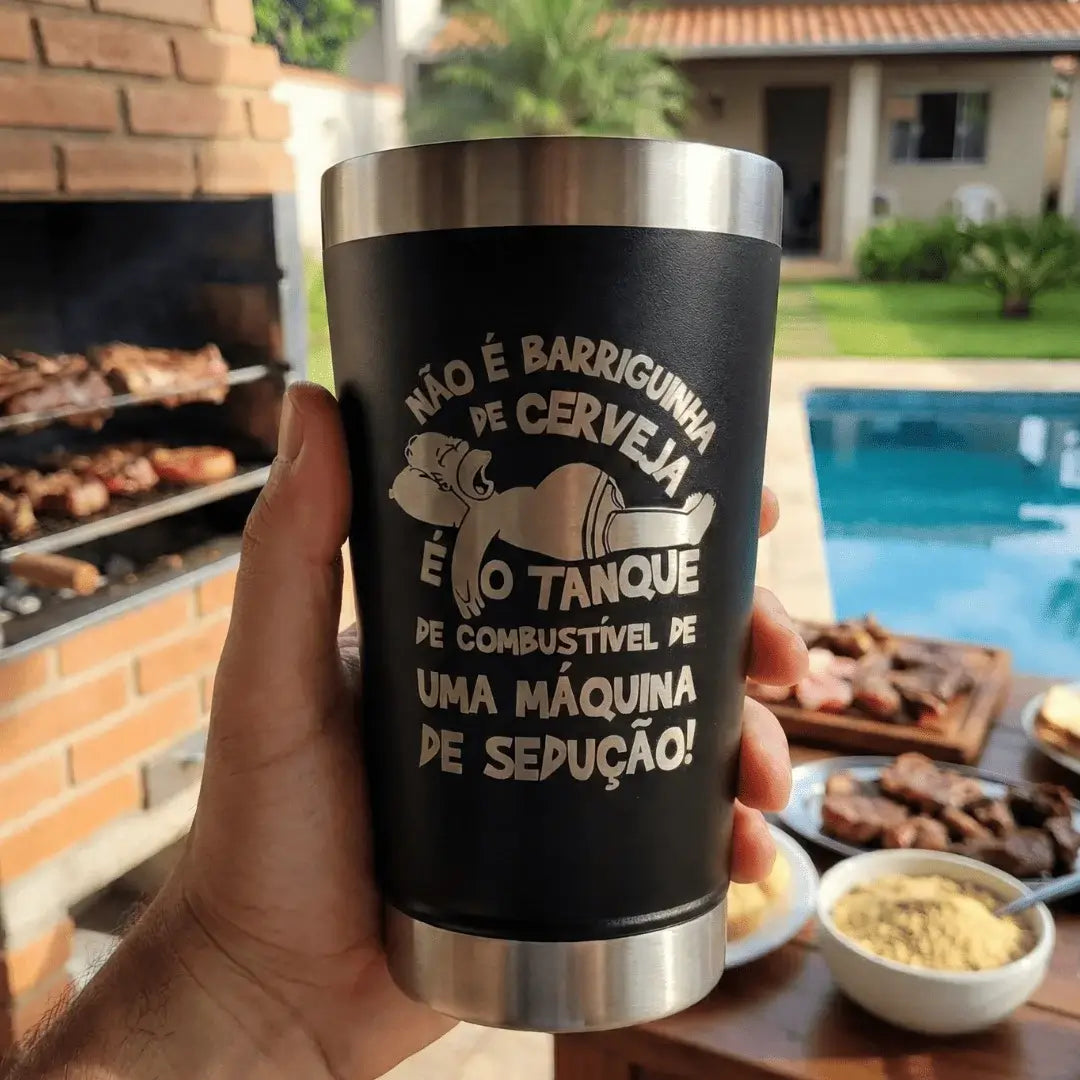 NÃO É BARRIGUINHA
DE CERVEJA
É O TANQUE
DE COMBUSTÍVEL DE
UMA MÁQUINA
DE SEDUÇÃO!